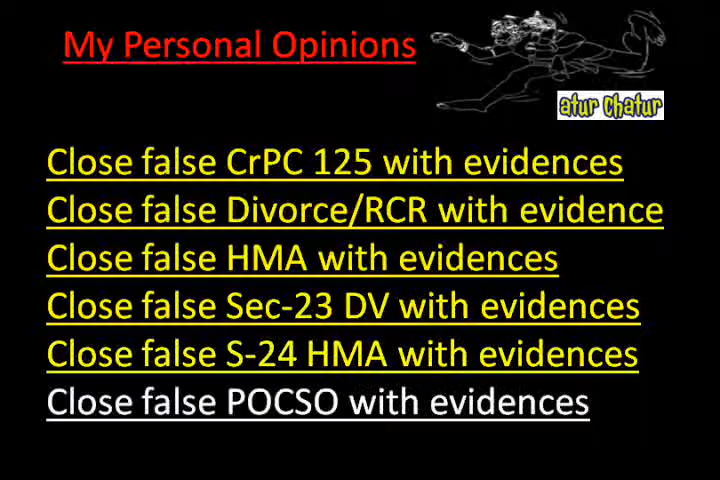 My Personal Opinions
atur chatur
Close false CrPC 125 with evidences
Close false Divorce/RCR with evidence
Close false HMA with evidences
Close false Sec-23 DV with evidences
Close false S-24 HMA with evidences
Close false POCSO with evidences